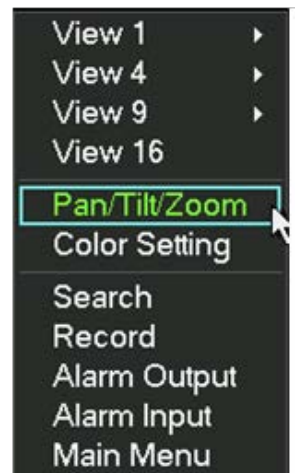 View 1
View 4
View 9
View 16
Pan/Tilt/Zoom
Color Setting
Search
Record
Alarm Output
Alarm Input
Main Menu